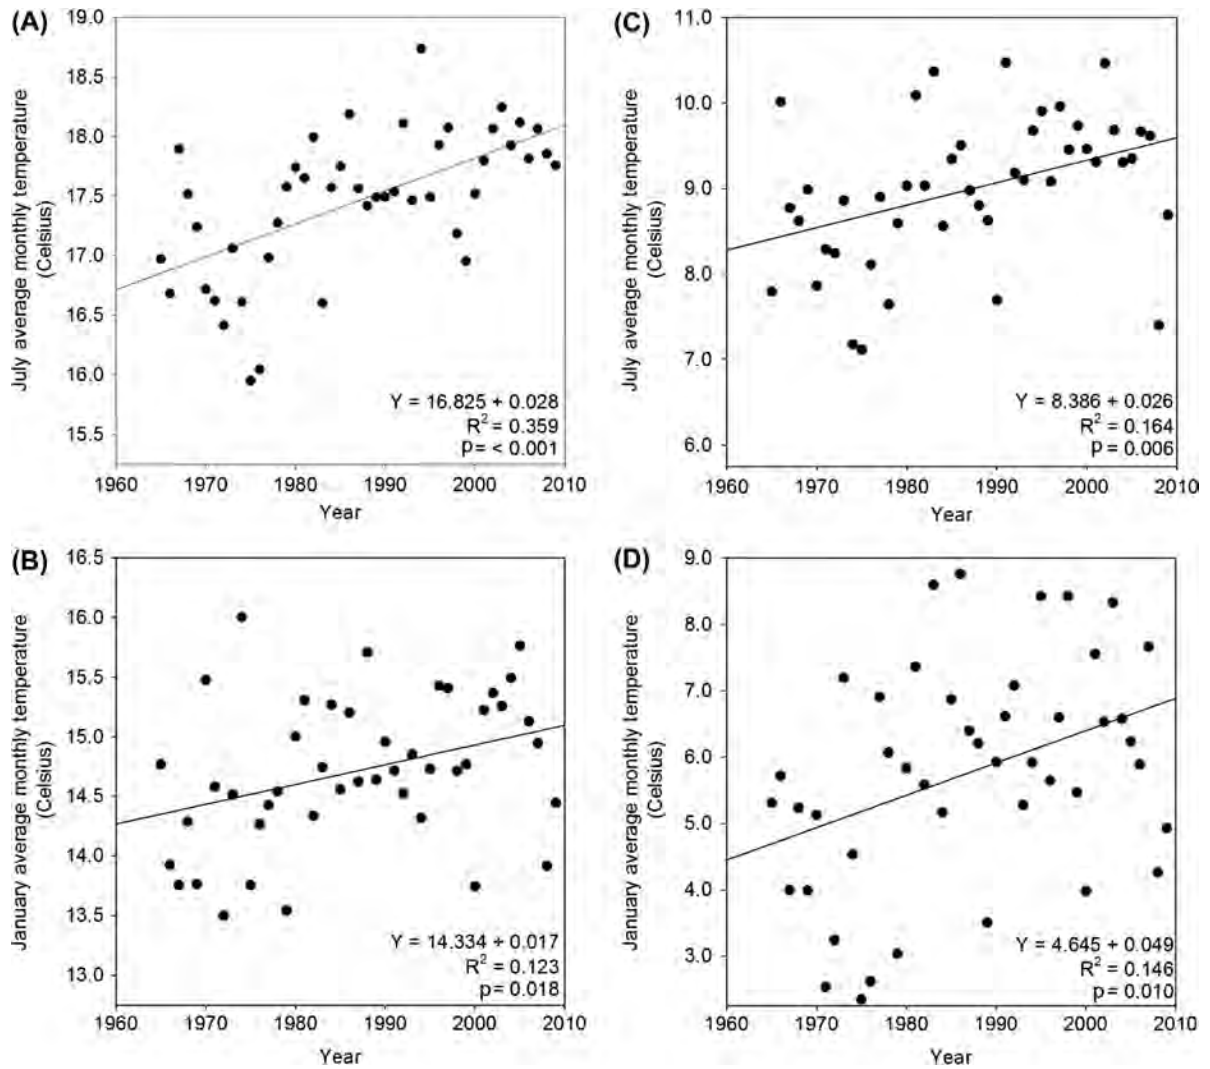 (A)
19.0
18.5
18.0
17.5
17.0
16.5
16.0
15.5
July average monthly temperature
(Celsius)
Y = 16.825 + 0.028
R² = 0.359
p = < 0.001
1960 1970 1980 1990 2000 2010
Year
(C)
11.0
10.0
9.0
8.0
7.0
6.0
July average monthly temperature
(Celsius)
Y = 8.386 + 0.026
R² = 0.164
p = 0.006
1960 1970 1980 1990 2000 2010
Year
(B)
16.5
16.0
15.5
15.0
14.5
14.0
13.5
13.0
January average monthly temperature
(Celsius)
Y = 14.334 + 0.017
R² = 0.123
p = 0.018
1960 1970 1980 1990 2000 2010
Year
(D)
9.0
8.0
7.0
6.0
5.0
4.0
3.0
January average monthly temperature
(Celsius)
Y = 4.645 + 0.049
R² = 0.146
p = 0.010
1960 1970 1980 1990 2000 2010
Year